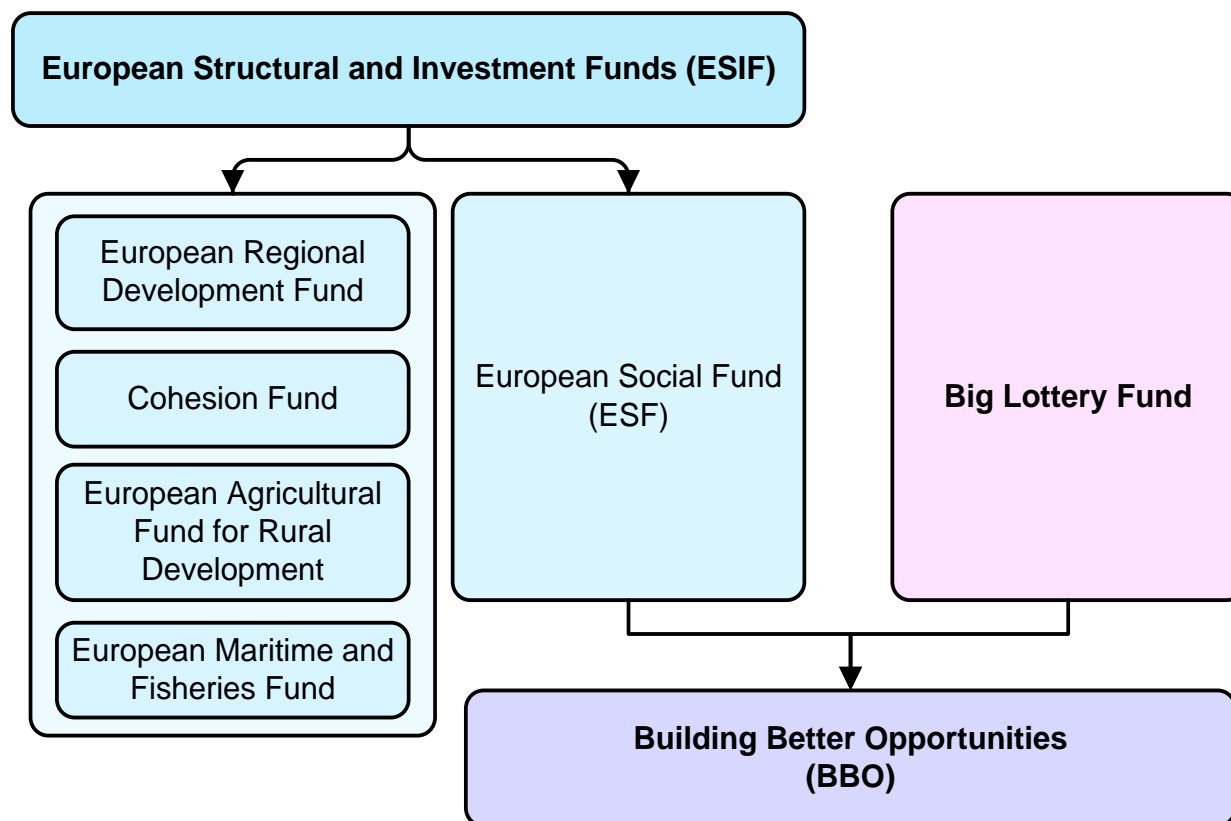 European Structural and Investment Funds (ESIF)
European Regional
Development Fund
Cohesion Fund
European Agricultural
Fund for Rural
Development
European Maritime and
Fisheries Fund
European Social Fund
(ESF)
Big Lottery Fund
Building Better Opportunities
(BBO)